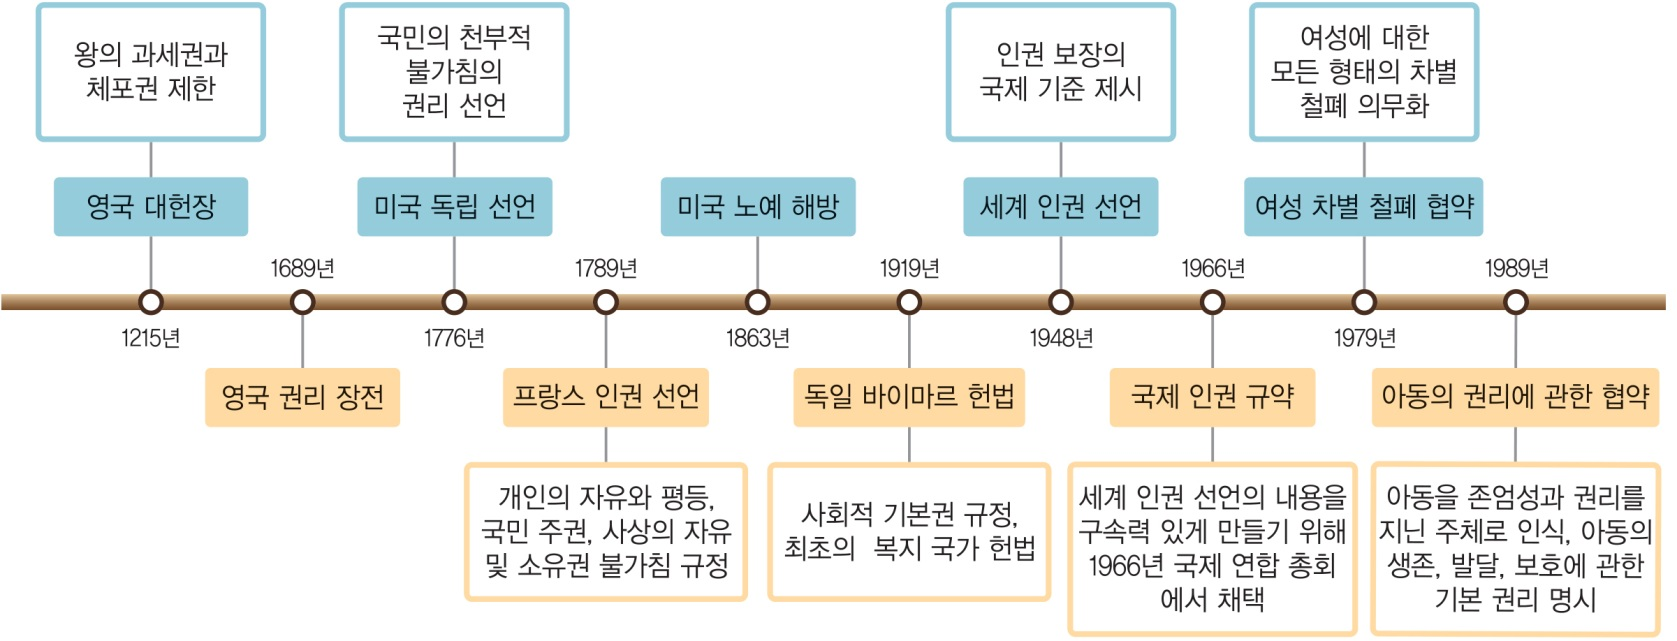 왕의 과세권과
체포권 제한
국민의 천부적
불가침의
권리 선언
인권 보장의
국제 기준 제시
여성에 대한
모든 형태의 차별
철폐 의무화
영국 대헌장
미국 독립 선언
미국 노예 해방
세계 인권 선언
여성 차별 철폐 협약
1689년
1789년
1919년
1966년
1989년
1215년
1776년
1863년
1948년
1979년
영국 권리 장전
프랑스 인권 선언
독일 바이마르 헌법
국제 인권 규약
아동의 권리에 관한 협약
개인의 자유와 평등,
국민 주권, 사상의 자유
및 소유권 불가침 규정
사회적 기본권 규정,
최초의 복지 국가 헌법
세계 인권 선언의 내용을
구속력 있게 만들기 위해
1966년 국제 연합 총회
에서 채택
아동을 존엄성과 권리를
지닌 주체로 인식, 아동의
생존, 발달, 보호에 관한
기본 권리 명시